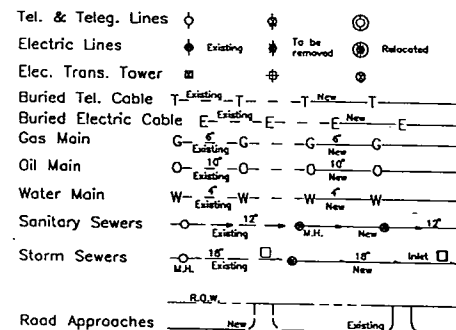 Tel. & Teleg. Lines
Electric Lines Existing To be removed Relocated
Elec. Trans. Tower
Buried Tel. Cable T Existing T T New T
Buried Electric Cable E Existing E E New E
Gas Main G 6" Existing G G 6" New G
Oil Main O 10" Existing O O 10" New O
Water Main W 4" Existing W W 4" New W
Sanitary Sewers 12" Existing M.H. New 12"
Storm Sewers M.H. 18" Existing 18" New Inlet
R.O.W.
Road Approaches New Existing